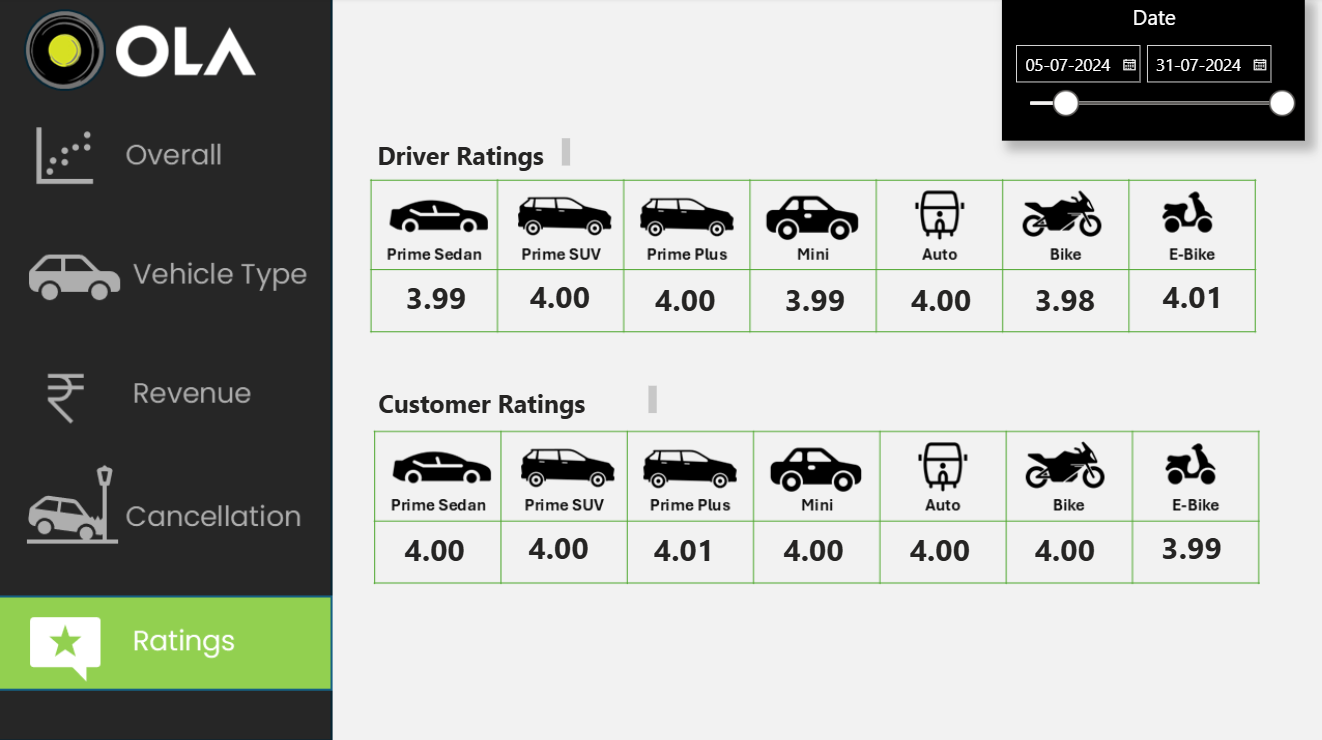 OLA
Overall
Vehicle Type
Revenue
Cancellation
Ratings
Date
05-07-2024 31-07-2024
Driver Ratings
Prime Sedan Prime SUV Prime Plus Mini Auto Bike E-Bike
3.99 4.00 4.00 3.99 4.00 3.98 4.01
Customer Ratings
Prime Sedan Prime SUV Prime Plus Mini Auto Bike E-Bike
4.00 4.00 4.01 4.00 4.00 4.00 3.99